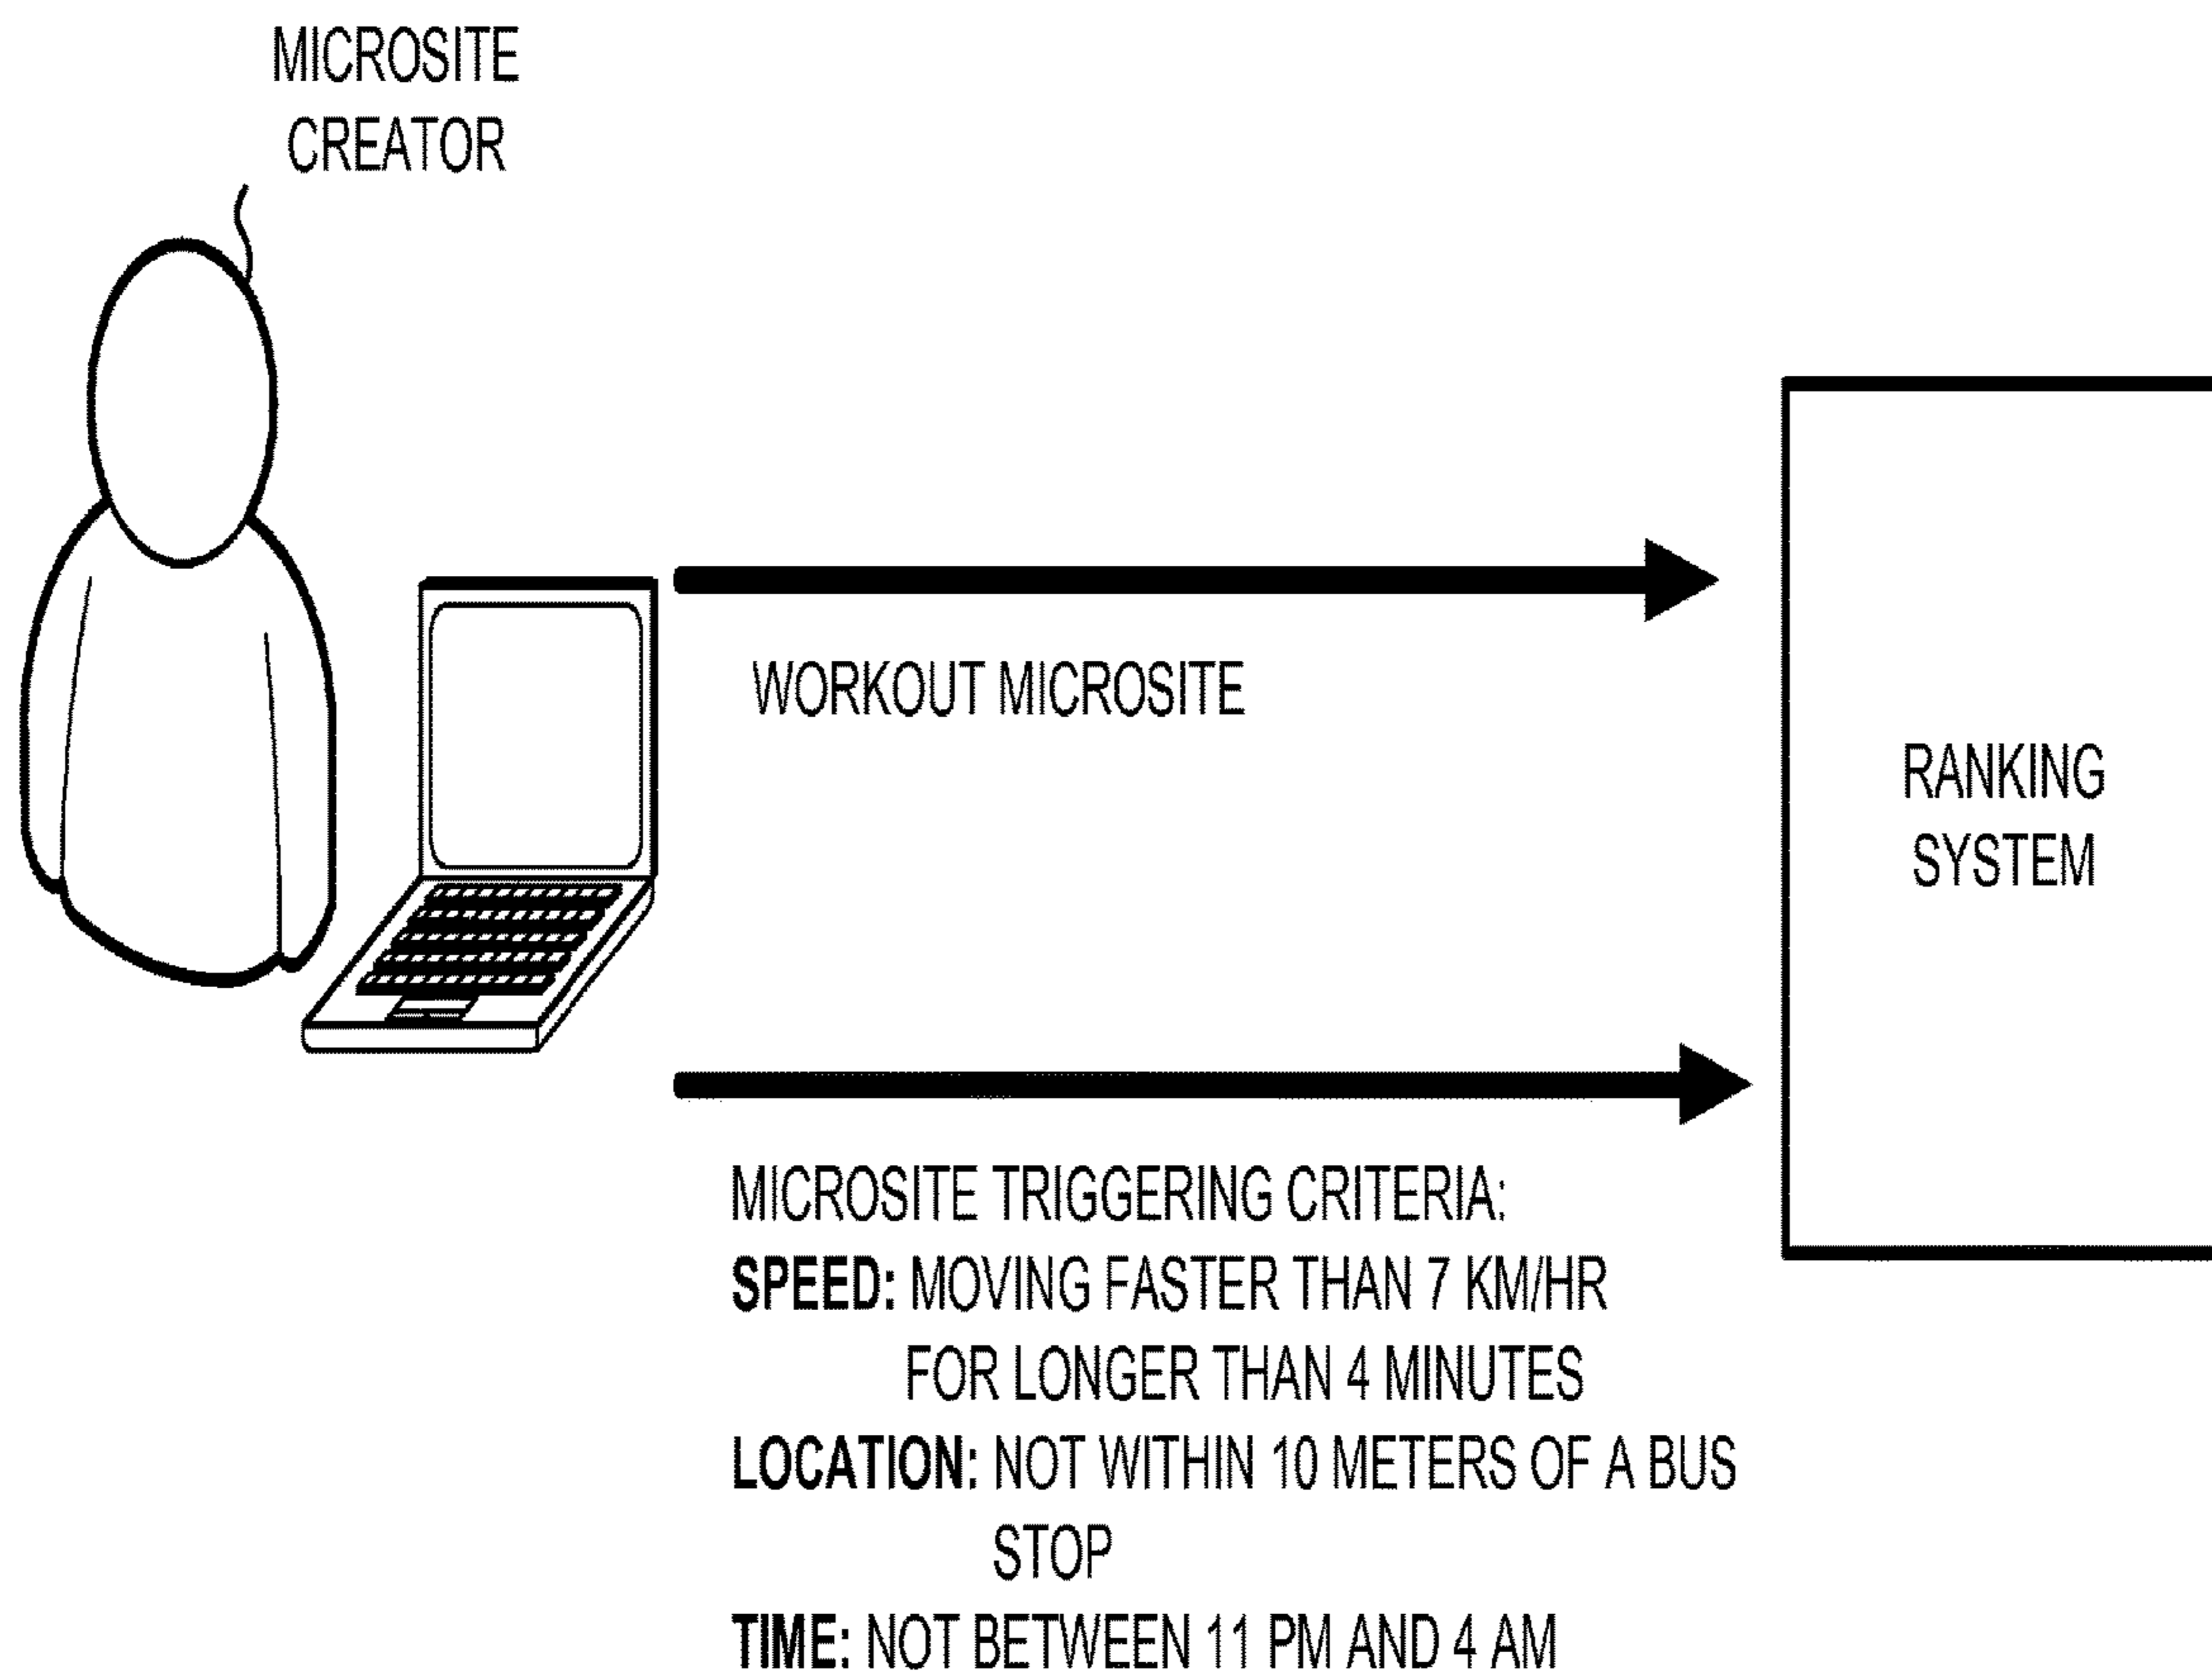 MICROSITE
CREATOR
WORKOUT MICROSITE
RANKING
SYSTEM
MICROSITE TRIGGERING CRITERIA:
SPEED: MOVING FASTER THAN 7 KM/HR
FOR LONGER THAN 4 MINUTES
LOCATION: NOT WITHIN 10 METERS OF A BUS
STOP
TIME: NOT BETWEEN 11 PM AND 4 AM